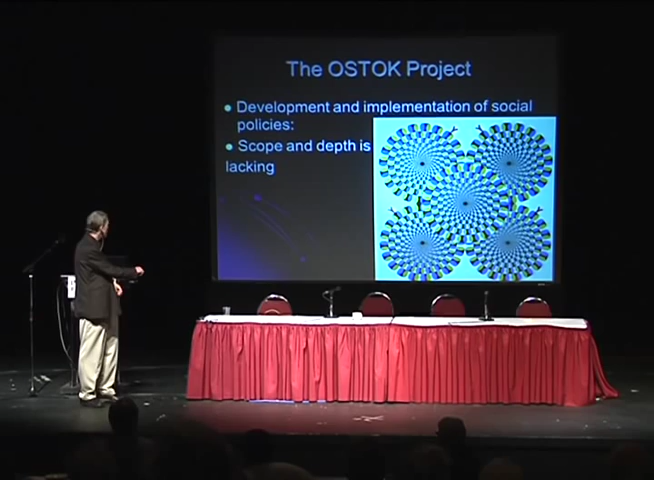 The OSTOK Project
Development and implementation of social
policies:
Scope and depth is
lacking